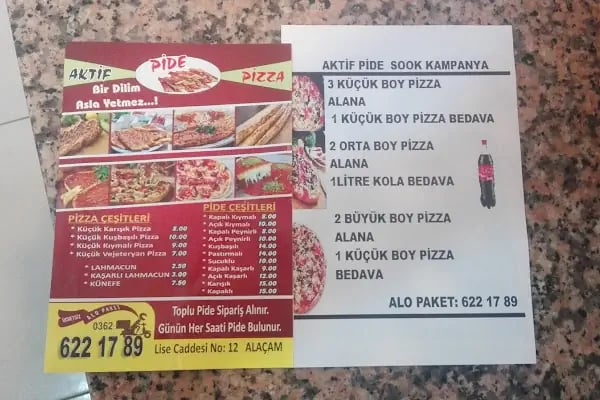 AKTİF PİDE PİZZA
Bir Dilim
Asla Yetmez...!
PİZZA ÇEŞİTLERİ
* Küçük Karışık Pizza 8.00
* Küçük Kuşbaşılı Pizza 10.00
* Küçük Kıymalı Pizza 9.00
* Küçük Vejeteryan Pizza 7.00
* LAHMACUN 2.50
* KAŞARLI LAHMACUN 3.00
* KÜNEFE 7.50
PİDE ÇEŞİTLERİ
* Kapalı Kıymalı 8.00
* Açık Kıymalı 10.00
* Kapalı Peynirli 8.00
* Açık Peynirli 10.00
* Kuşbaşılı 14.00
* Pastırmalı 14.00
* Sucuklu 10.00
* Kapalı Kaşarlı 9.00
* Açık Kaşarlı 12.00
* Karışık 15.00
* Kapaklı 15.00
ÜCRETSİZ ALO PAKET
0362
622 17 89
Toplu Pide Sipariş Alınır.
Günün Her Saati Pide Bulunur.
Lise Caddesi No: 12 ALAÇAM
AKTİF PİDE SOOK KAMPANYA
3 KÜÇÜK BOY PİZZA
ALANA
1 KÜÇÜK BOY PİZZA BEDAVA
2 ORTA BOY PİZZA
ALANA
1LİTRE KOLA BEDAVA
2 BÜYÜK BOY PİZZA
ALANA
1 KÜÇÜK BOY PİZZA
BEDAVA
ALO PAKET: 622 17 89